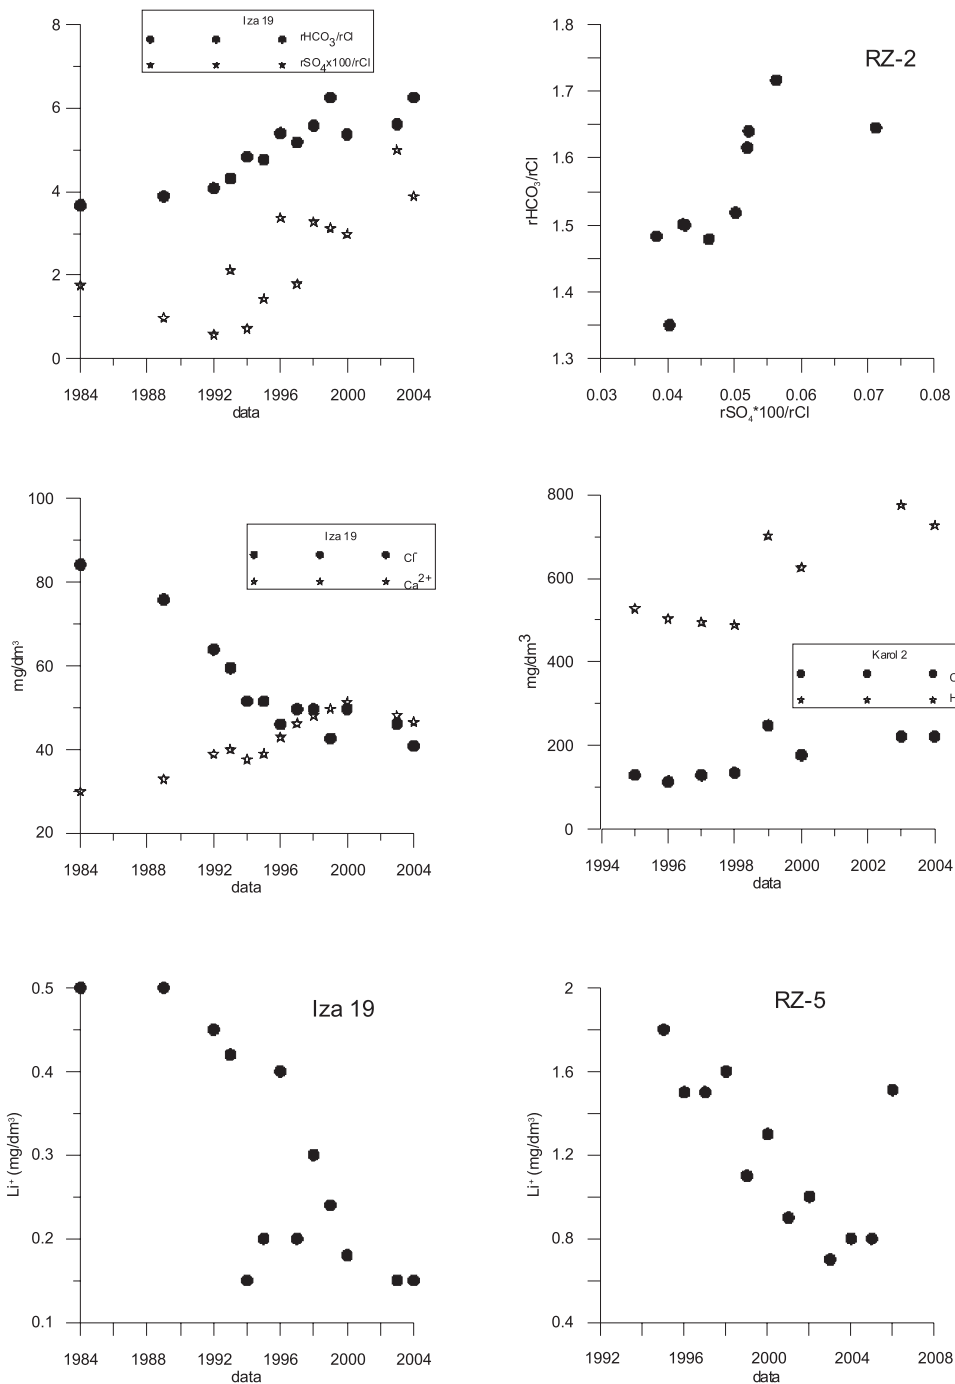 Iza 19
rHCO3/rCl
rSO4x100/rCl
8
6
4
2
0
1984 1988 1992 1996 2000 2004
data
RZ-2
1.8
1.7
1.6
1.5
1.4
1.3
rHCO3/rCl
0.03 0.04 0.05 0.06 0.07 0.08
rSO4*100/rCl
100
80
60
40
20
mg/dm³
Iza 19
Cl⁻
Ca²⁺
1984 1988 1992 1996 2000 2004
data
800
600
400
200
0
mg/dm³
Karol 2
C
H
1994 1996 1998 2000 2002 2004
data
Iza 19
0.5
0.4
0.3
0.2
0.1
Li⁺ (mg/dm³)
1984 1988 1992 1996 2000 2004
data
RZ-5
2
1.6
1.2
0.8
0.4
Li⁺ (mg/dm³)
1992 1996 2000 2004 2008
data